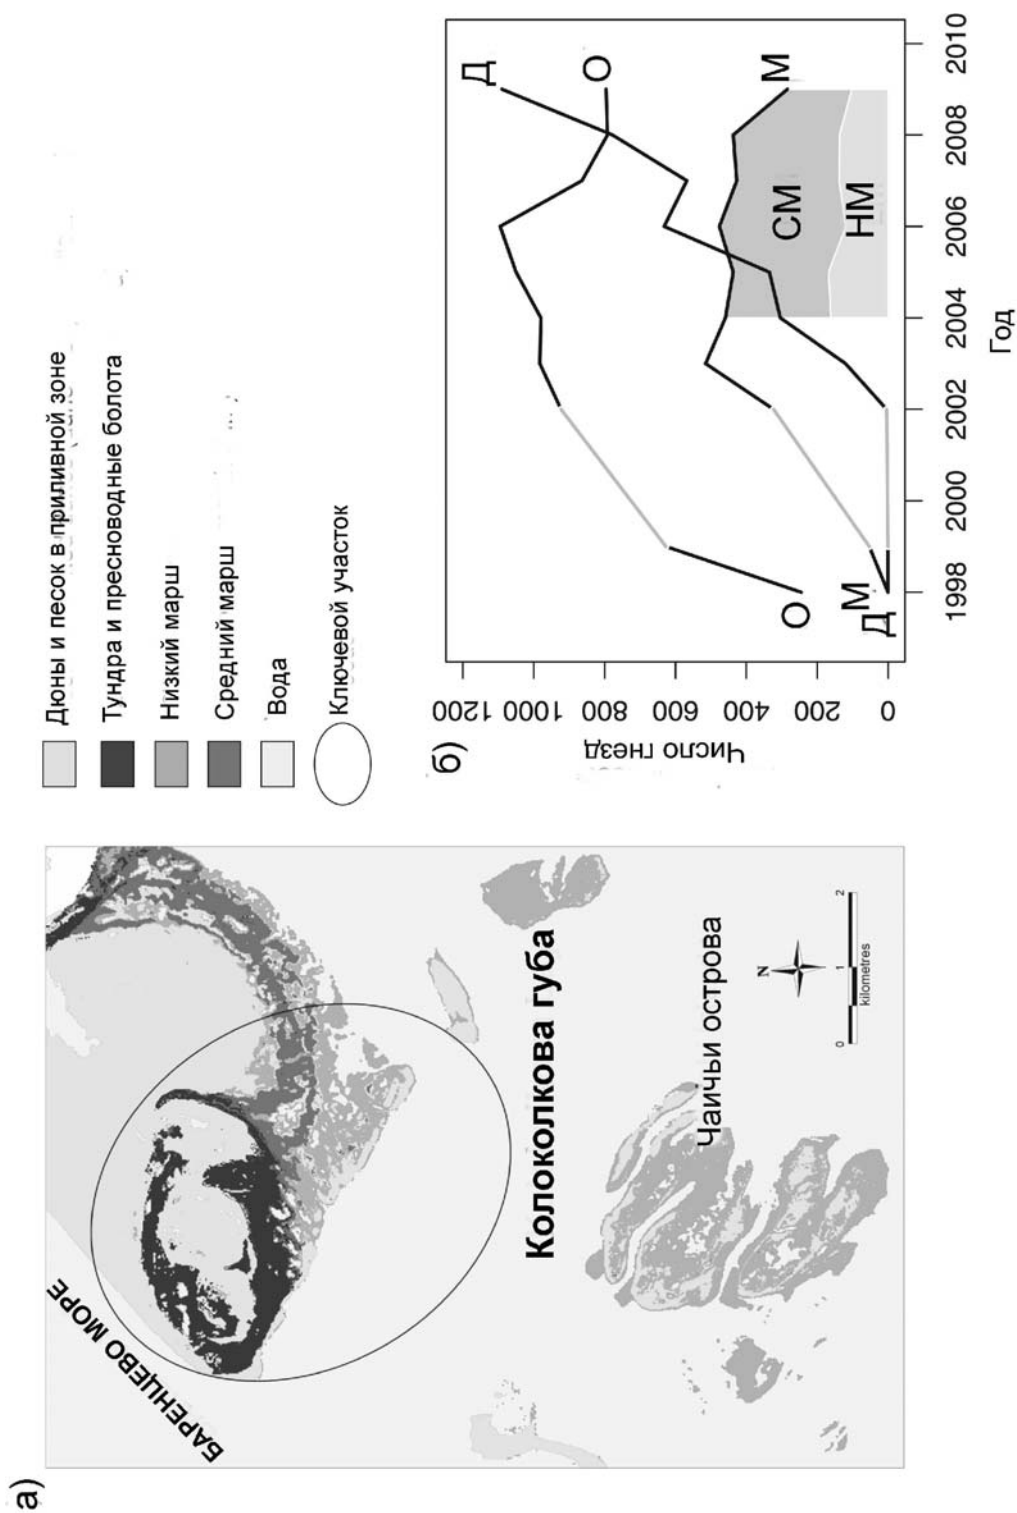 а)
БАРЕНЦЕВО МОРЕ
Колоколкова губа
Чаичьи острова
N
0 1 2
kilometres
Дюны и песок в приливной зоне
Тундра и пресноводные болота
Низкий марш
Средний марш
Вода
Ключевой участок
б)
Число гнезд
1200
1000
800
600
400
200
0
Д
О
М
СМ
НМ
О
М
Д
1998 2000 2002 2004 2006 2008 2010
Год